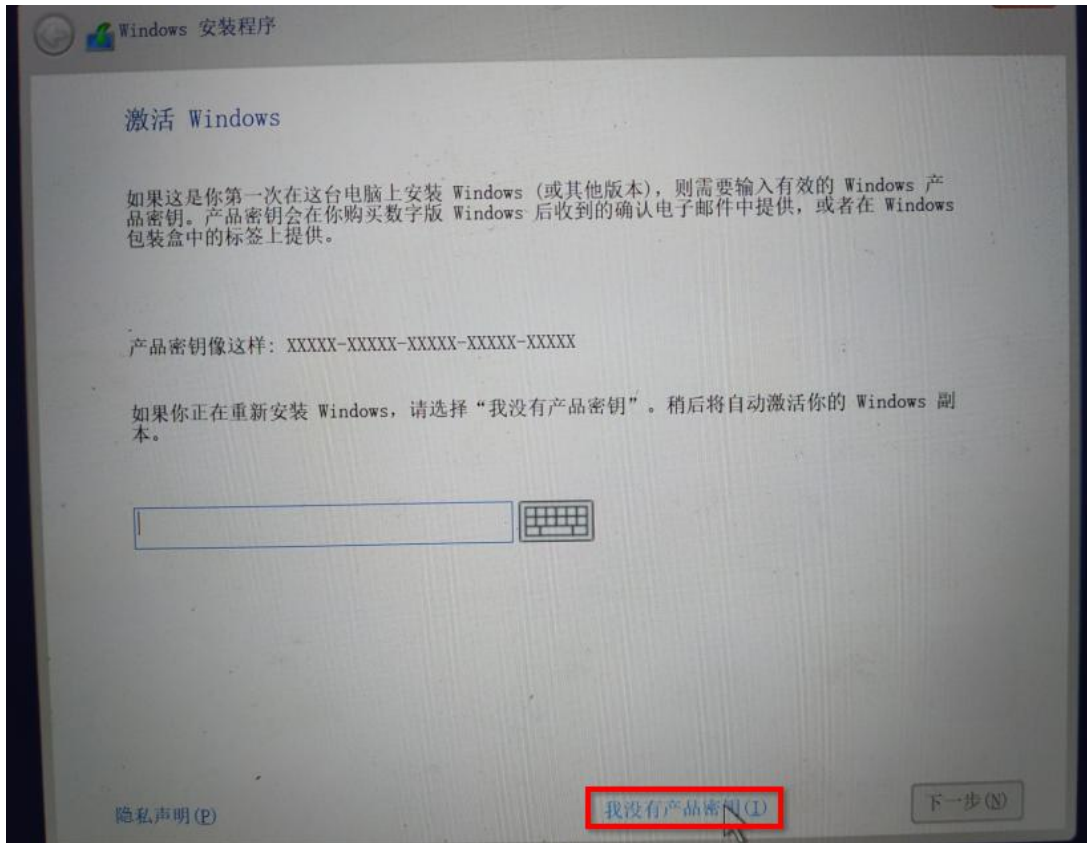 Windows 安装程序
激活 Windows
如果这是你第一次在这台电脑上安装 Windows (或其他版本)，则需要输入有效的 Windows 产
品密钥。产品密钥会在你购买数字版 Windows 后收到的确认电子邮件中提供，或者在 Windows
包装盒中的标签上提供。
产品密钥像这样: XXXXX-XXXXX-XXXXX-XXXXX-XXXXX
如果你正在重新安装 Windows，请选择“我没有产品密钥”。稍后将自动激活你的 Windows 副
本。
隐私声明(P)
我没有产品密钥(I)
下一步(N)